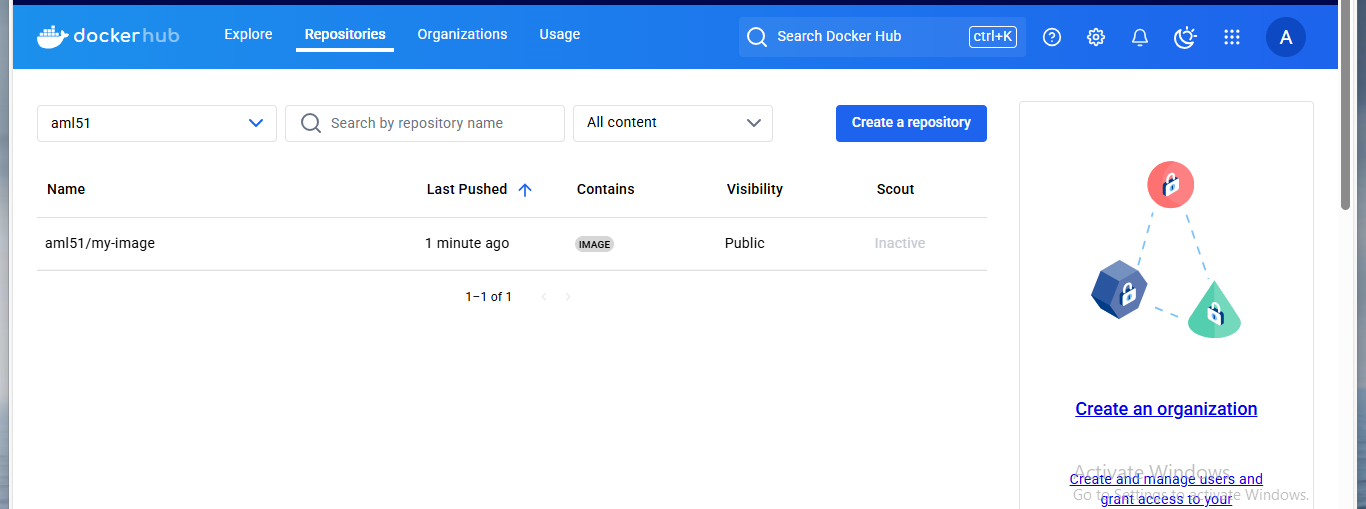 dockerhub Explore Repositories Organizations Usage Search Docker Hub ctrl+K A
aml51 Search by repository name All content Create a repository
Name Last Pushed Contains Visibility Scout
aml51/my-image 1 minute ago IMAGE Public Inactive
1–1 of 1
Create an organization
Activate Windows
Create and manage users and
Go to Settings to activate Windows.
grant access to your